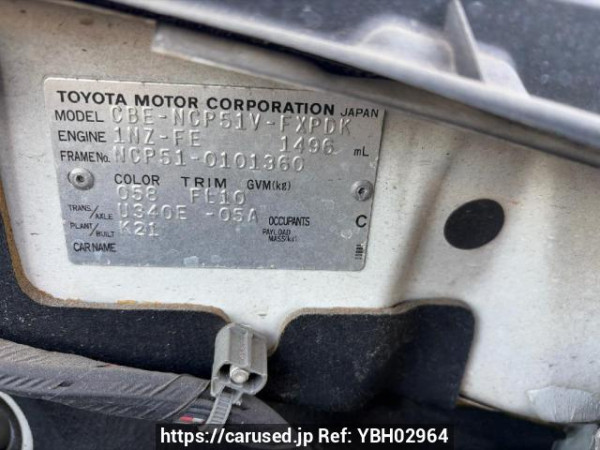 TOYOTA MOTOR CORPORATION JAPAN
MODEL CBE-NCP51V-FXPDK
ENGINE 1NZ-FE 1496 mL
FRAME No. NCP51-0101360
COLOR TRIM GVM(kg)
058 FE10
TRANS./AXLE U340E -05A OCCUPANTS C
PLANT/BUILT K21 PAYLOAD MASS(kg)
CAR NAME
https://carused.jp Ref: YBH02964